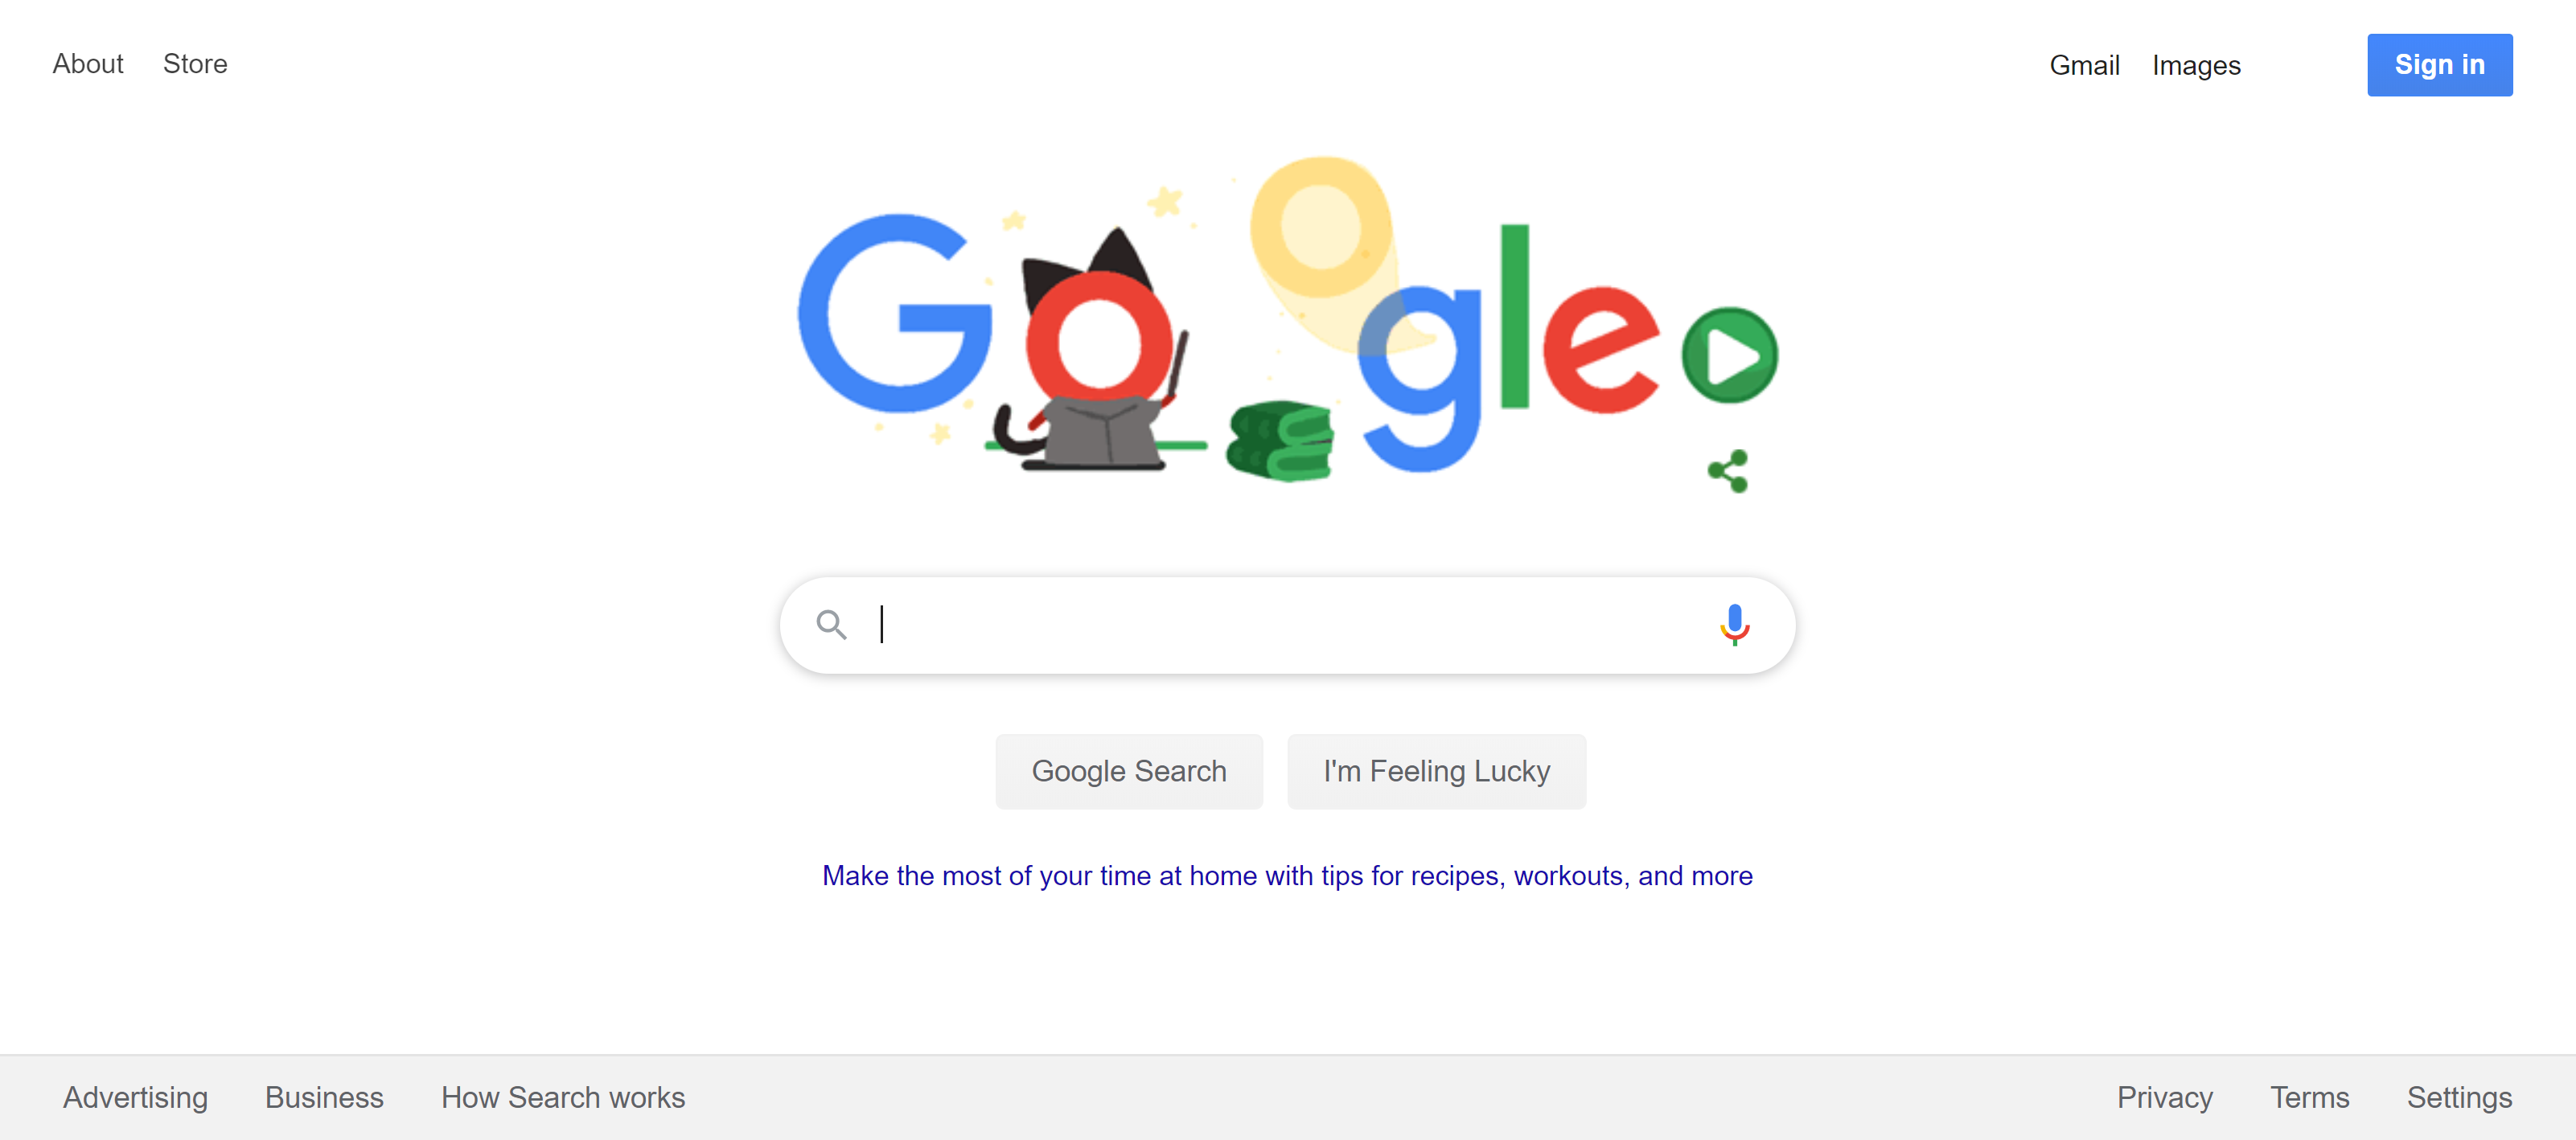 About Store Gmail Images Sign in
Google
Google Search I'm Feeling Lucky
Make the most of your time at home with tips for recipes, workouts, and more
Advertising Business How Search works Privacy Terms Settings